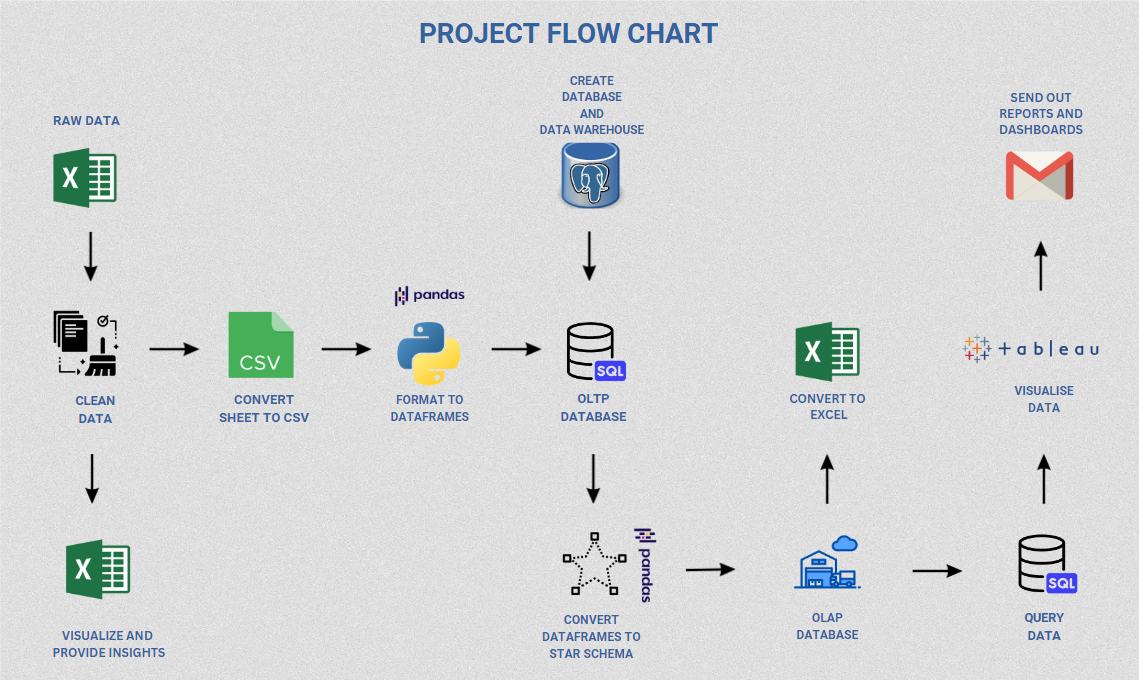 PROJECT FLOW CHART
CREATE
DATABASE
AND
DATA WAREHOUSE
RAW DATA
SEND OUT
REPORTS AND
DASHBOARDS
X
pandas
CSV
SQL
X
+ a b l e a u
CLEAN
DATA
CONVERT
SHEET TO CSV
FORMAT TO
DATAFRAMES
OLTP
DATABASE
CONVERT TO
EXCEL
VISUALISE
DATA
X
pandas
SQL
VISUALIZE AND
PROVIDE INSIGHTS
CONVERT
DATAFRAMES TO
STAR SCHEMA
OLAP
DATABASE
QUERY
DATA